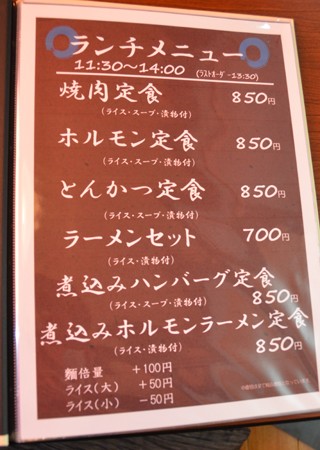 ランチメニュー
11:30～14:00 (ラストオーダー13:30)
焼肉定食 850円
(ライス・スープ・漬物付)
ホルモン定食 850円
(ライス・スープ・漬物付)
とんかつ定食 850円
(ライス・スープ・漬物付)
ラーメンセット 700円
(ライス・漬物付)
煮込みハンバーグ定食
(ライス・スープ・漬物付) 850円
煮込みホルモンラーメン定食
(ライス・漬物付) 850円
麺倍量 +100円
ライス(大) +50円
ライス(小) -50円